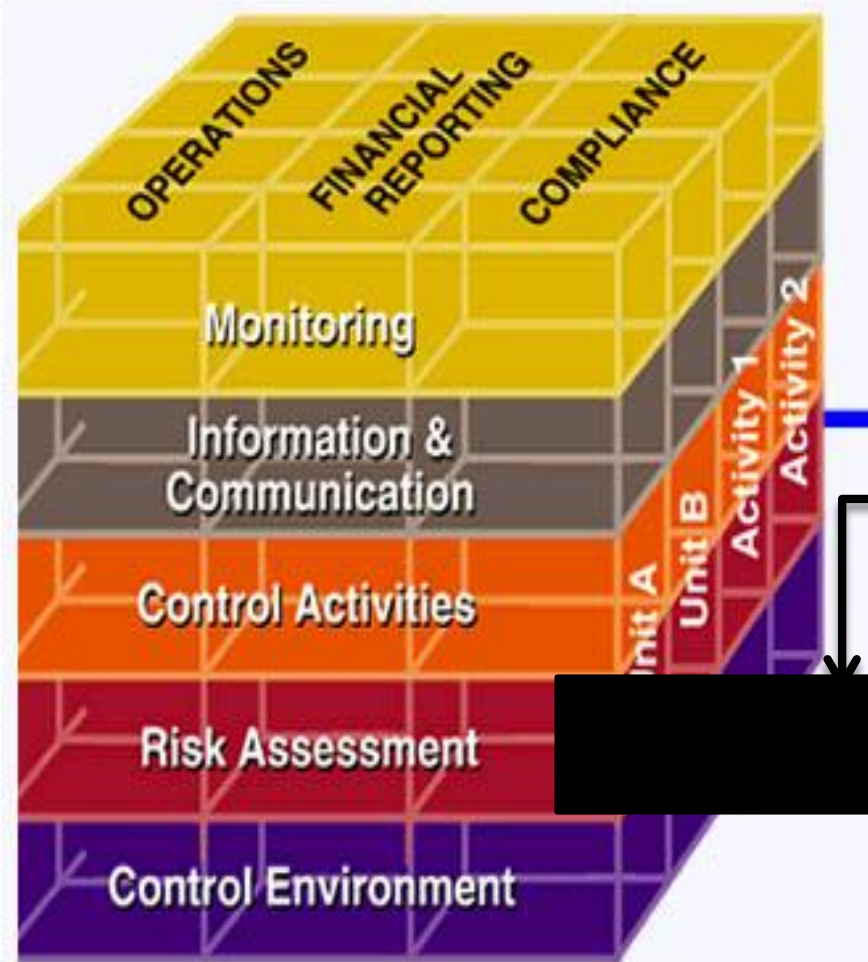 OPERATIONS
FINANCIAL
REPORTING
COMPLIANCE
Monitoring
Information &
Communication
Control Activities
Risk Assessment
Control Environment
Unit A
Unit B
Activity 1
Activity 2